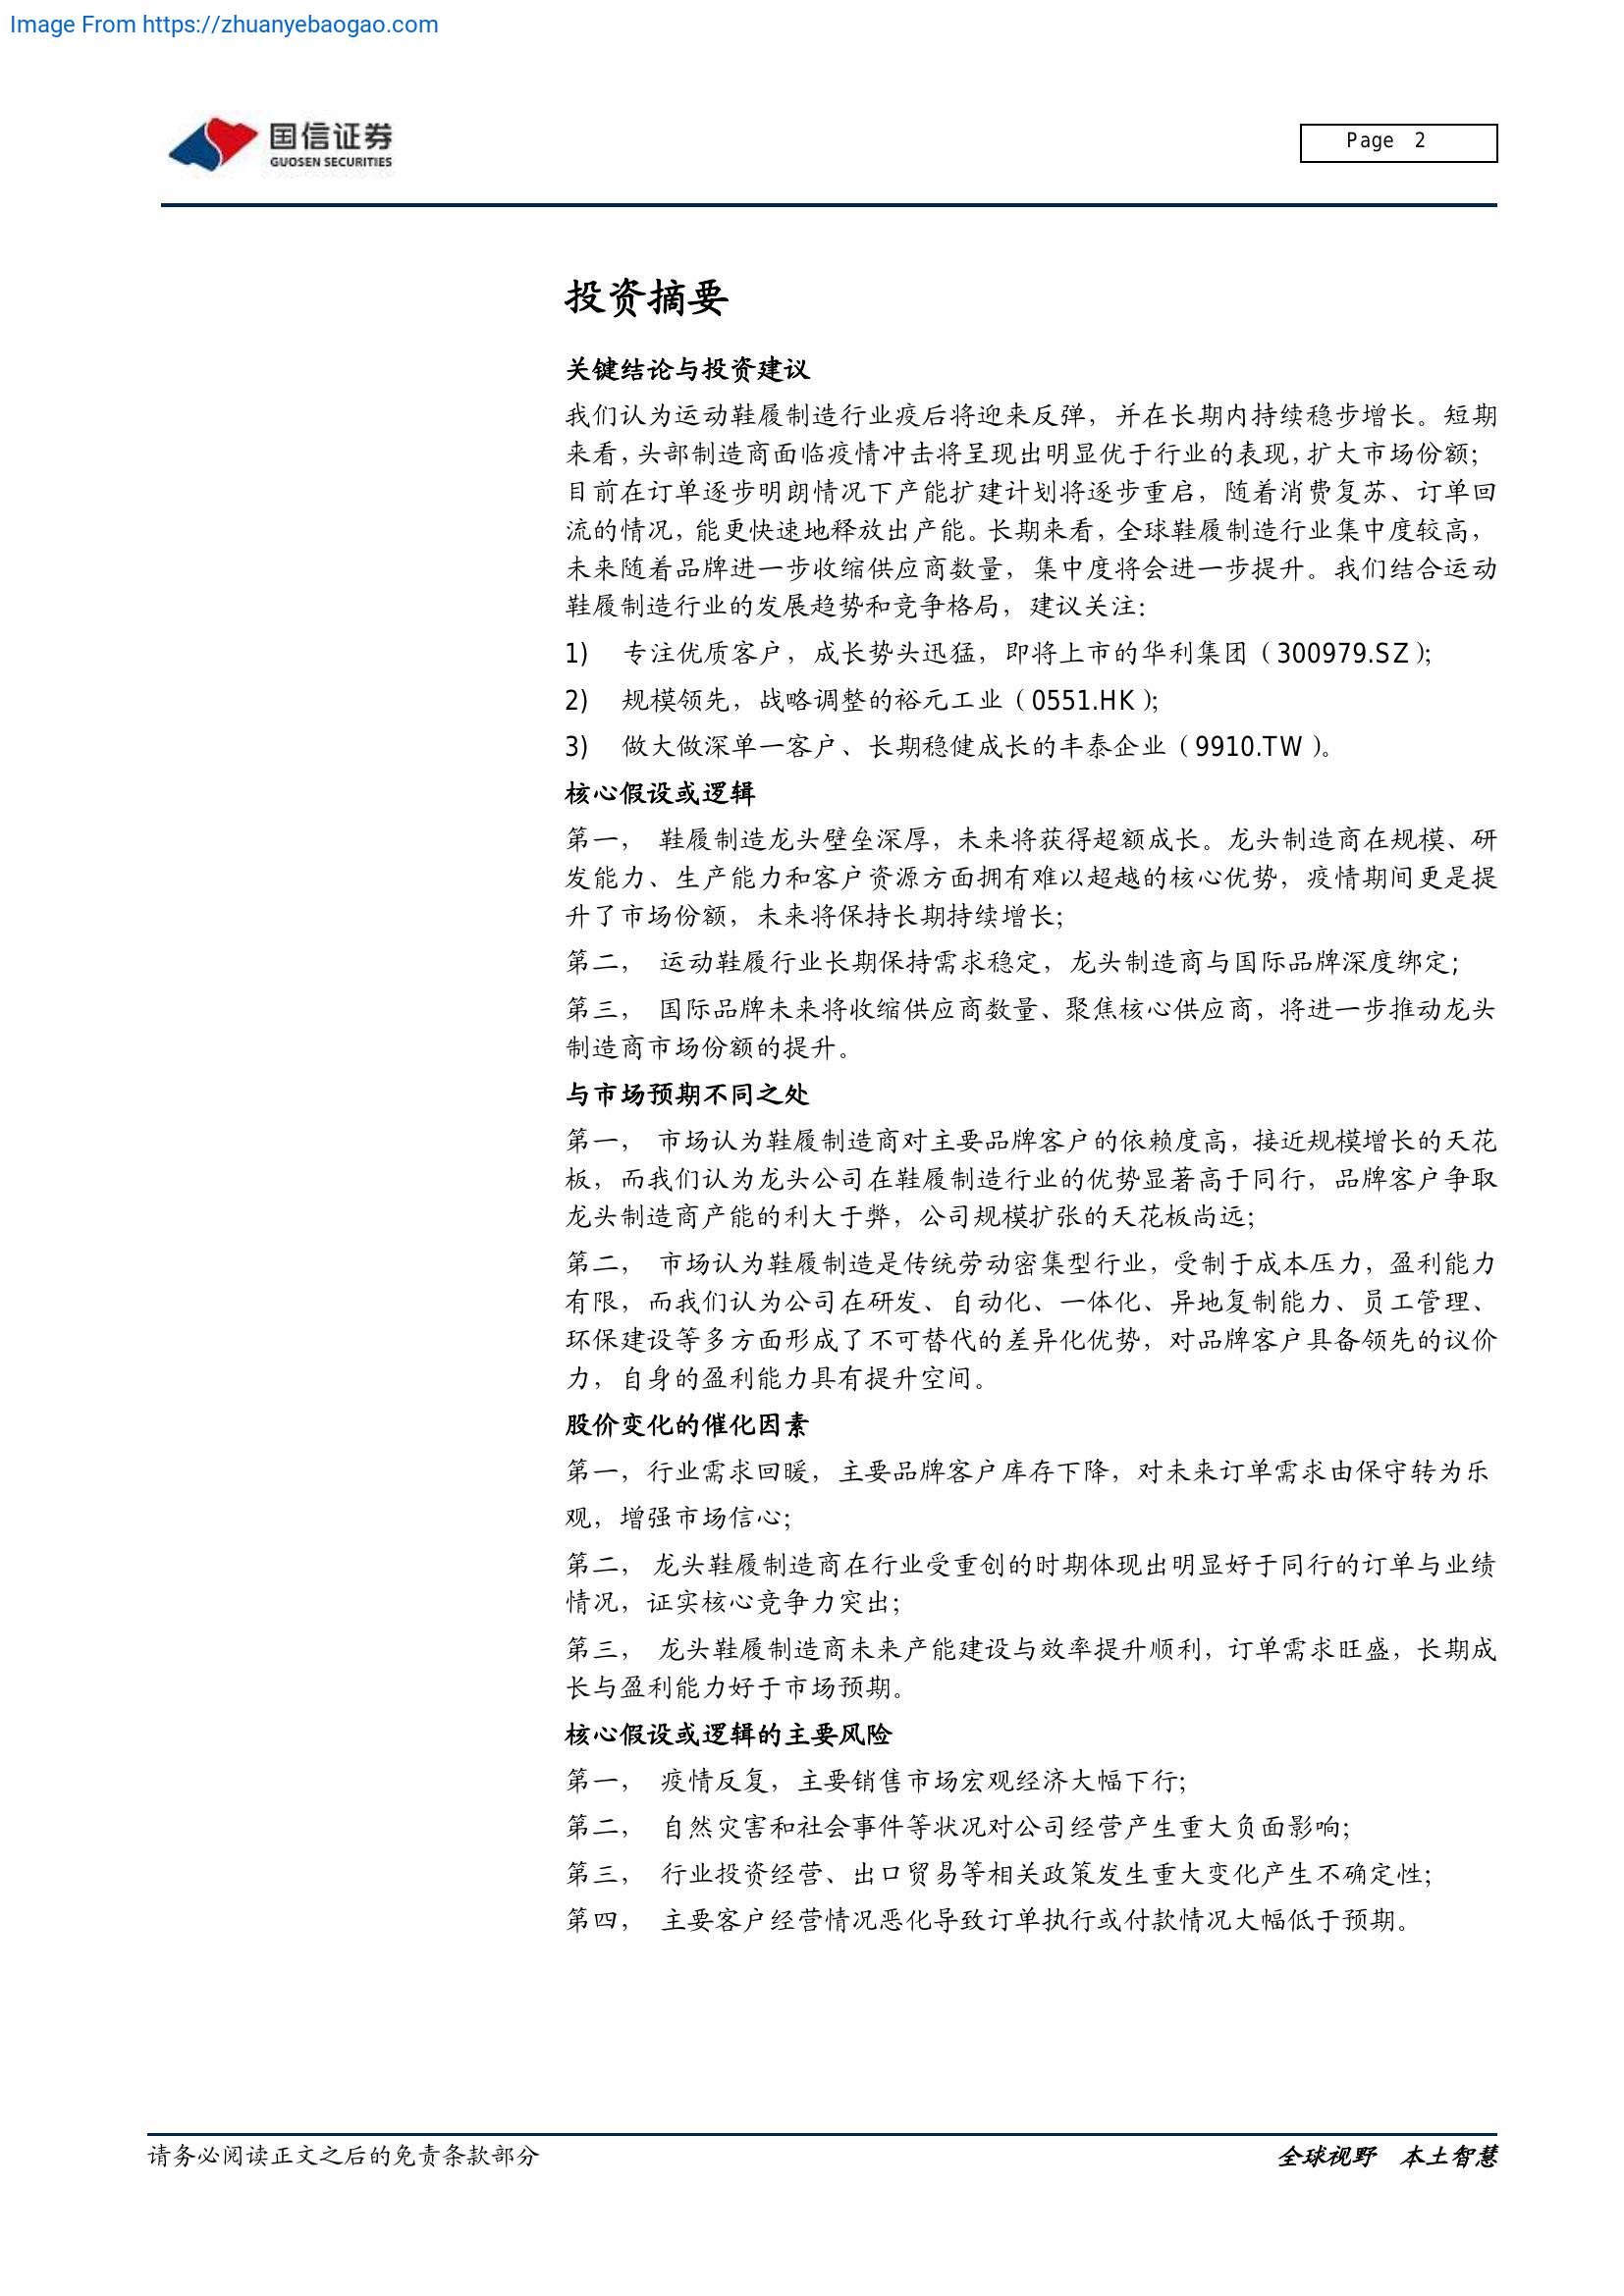 Image From https://zhuanyebaogao.com
国信证券
GUOSEN SECURITIES
Page 2
投资摘要
关键结论与投资建议
我们认为运动鞋履制造行业疫后将迎来反弹，并在长期内持续稳步增长。短期
来看，头部制造商面临疫情冲击将呈现出明显优于行业的表现，扩大市场份额；
目前在订单逐步明朗情况下产能扩建计划将逐步重启，随着消费复苏、订单回
流的情况，能更快速地释放出产能。长期来看，全球鞋履制造行业集中度较高，
未来随着品牌进一步收缩供应商数量，集中度将会进一步提升。我们结合运动
鞋履制造行业的发展趋势和竞争格局，建议关注：
1) 专注优质客户，成长势头迅猛，即将上市的华利集团（300979.SZ）；
2) 规模领先，战略调整的裕元工业（0551.HK）；
3) 做大做深单一客户、长期稳健成长的丰泰企业（9910.TW）。
核心假设或逻辑
第一， 鞋履制造龙头壁垒深厚，未来将获得超额成长。龙头制造商在规模、研
发能力、生产能力和客户资源方面拥有难以超越的核心优势，疫情期间更是提
升了市场份额，未来将保持长期持续增长；
第二， 运动鞋履行业长期保持需求稳定，龙头制造商与国际品牌深度绑定；
第三， 国际品牌未来将收缩供应商数量、聚焦核心供应商，将进一步推动龙头
制造商市场份额的提升。
与市场预期不同之处
第一， 市场认为鞋履制造商对主要品牌客户的依赖度高，接近规模增长的天花
板，而我们认为龙头公司在鞋履制造行业的优势显著高于同行，品牌客户争取
龙头制造商产能的利大于弊，公司规模扩张的天花板尚远；
第二， 市场认为鞋履制造是传统劳动密集型行业，受制于成本压力，盈利能力
有限，而我们认为公司在研发、自动化、一体化、异地复制能力、员工管理、
环保建设等多方面形成了不可替代的差异化优势，对品牌客户具备领先的议价
力，自身的盈利能力具有提升空间。
股价变化的催化因素
第一，行业需求回暖，主要品牌客户库存下降，对未来订单需求由保守转为乐
观，增强市场信心；
第二，龙头鞋履制造商在行业受重创的时期体现出明显好于同行的订单与业绩
情况，证实核心竞争力突出；
第三， 龙头鞋履制造商未来产能建设与效率提升顺利，订单需求旺盛，长期成
长与盈利能力好于市场预期。
核心假设或逻辑的主要风险
第一， 疫情反复，主要销售市场宏观经济大幅下行；
第二， 自然灾害和社会事件等状况对公司经营产生重大负面影响；
第三， 行业投资经营、出口贸易等相关政策发生重大变化产生不确定性；
第四， 主要客户经营情况恶化导致订单执行或付款情况大幅低于预期。
请务必阅读正文之后的免责条款部分
全球视野 本土智慧